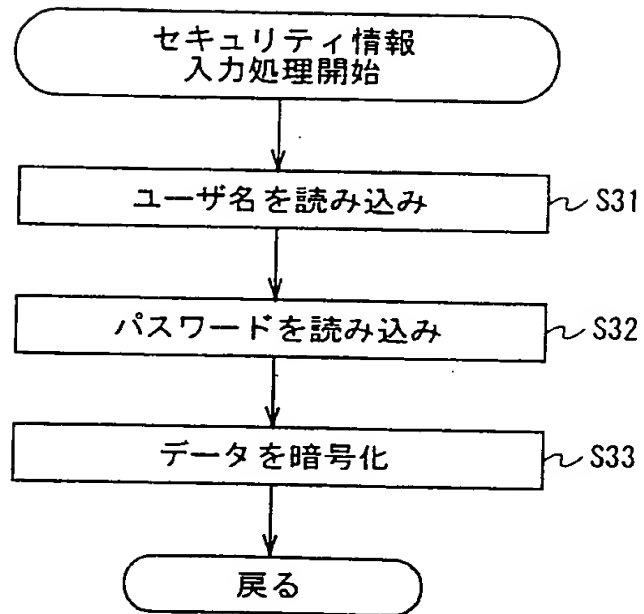 セキュリティ情報
入力処理開始
ユーザ名を読み込み
S31
パスワードを読み込み
S32
データを暗号化
S33
戻る